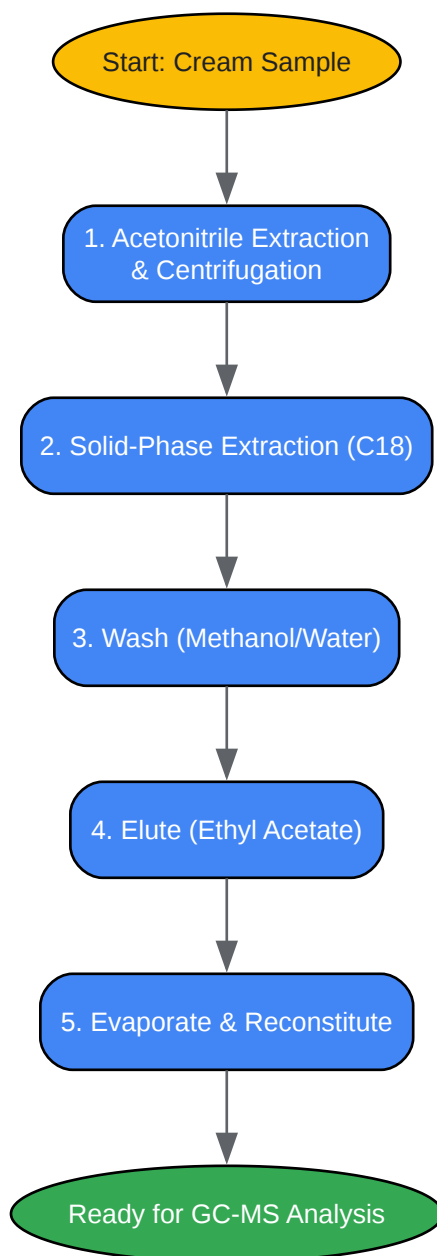 Start: Cream Sample
1. Acetonitrile Extraction
& Centrifugation
2. Solid-Phase Extraction (C18)
3. Wash (Methanol/Water)
4. Elute (Ethyl Acetate)
5. Evaporate & Reconstitute
Ready for GC-MS Analysis